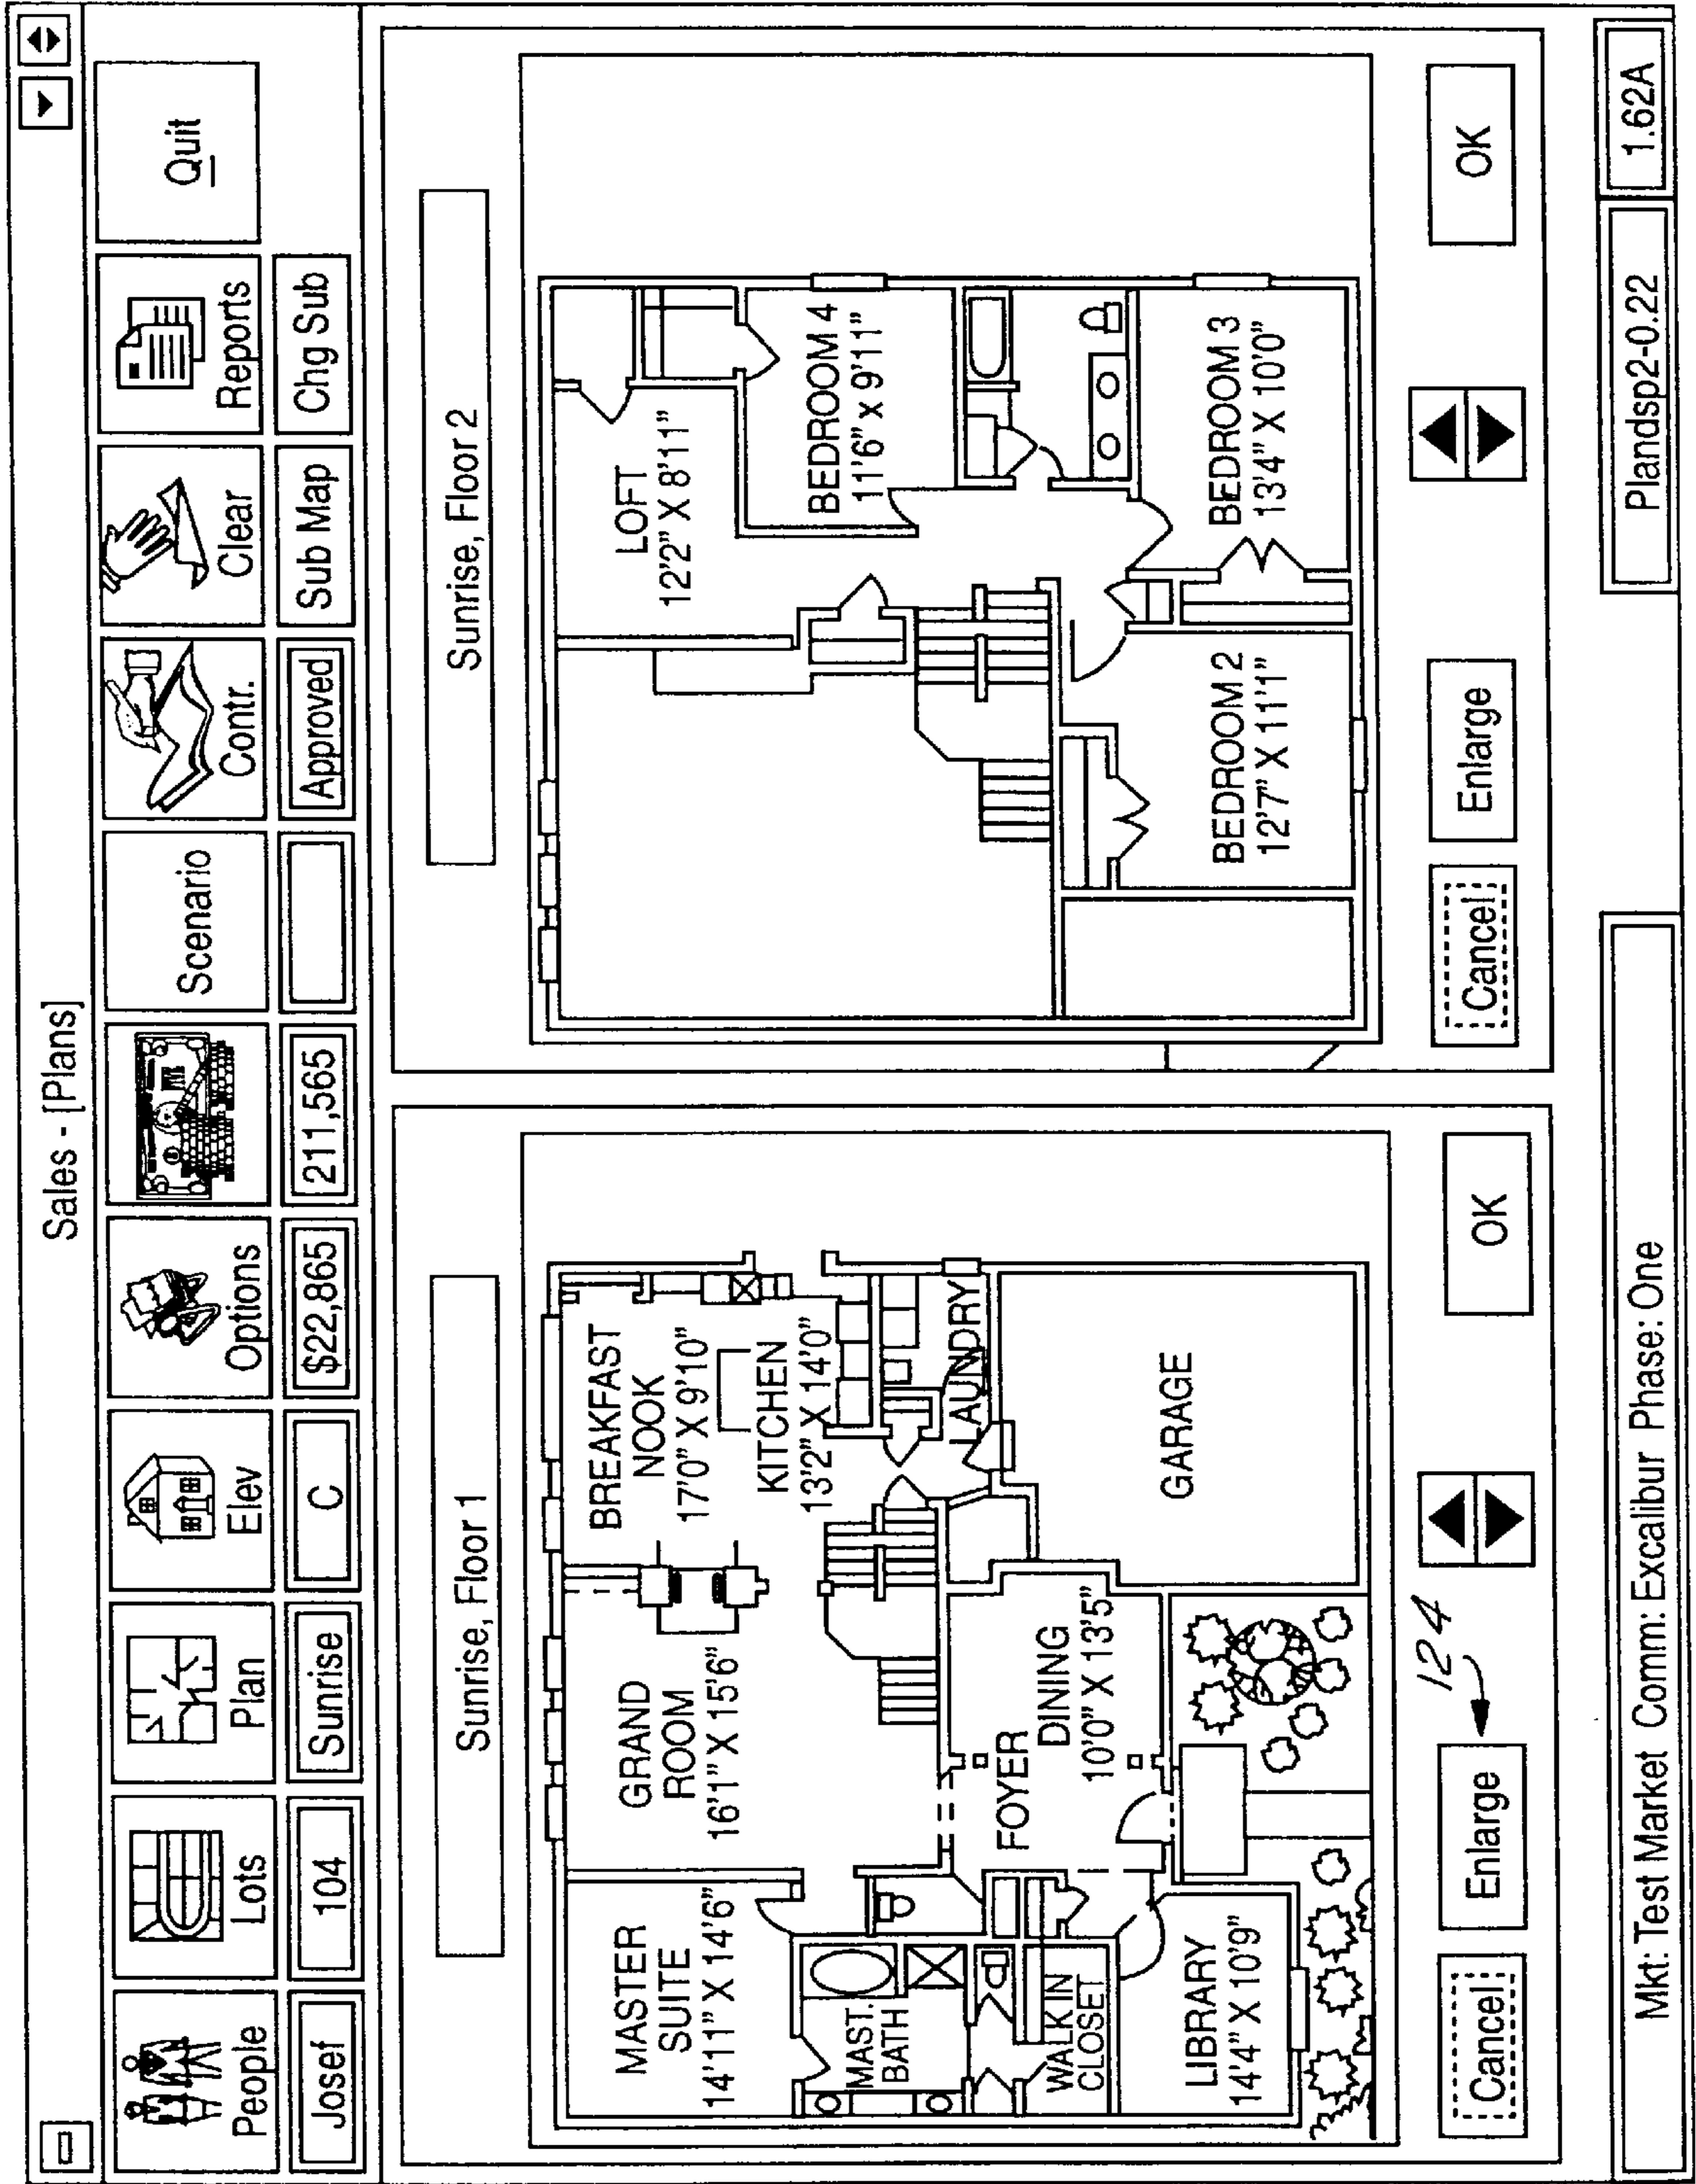 Sales - [Plans]
People
Lots
Plan
Elev
Options
Scenario
Contr.
Clear
Reports
Quit
Josef
104
Sunrise
C
$22,865
211,565
Approved
Sub Map
Chg Sub
Sunrise, Floor 1
MASTER
SUITE
14'11" X 14'6"
GRAND
ROOM
16'1" X 15'6"
BREAKFAST
NOOK
17'0" X 9'10"
KITCHEN
13'2" X 14'0"
MAST.
BATH
WALK IN
CLOSET
LAUNDRY
FOYER
DINING
10'0" X 13'5"
LIBRARY
14'4" X 10'9"
GARAGE
Cancel
Enlarge
124
OK
Sunrise, Floor 2
LOFT
12'2" X 8'11"
BEDROOM 4
11'6" x 9'11"
BEDROOM 2
12'7" X 11'1"
BEDROOM 3
13'4" X 10'0"
Cancel
Enlarge
OK
Mkt: Test Market Comm: Excalibur Phase: One
Plandsp2-0.22
1.62A